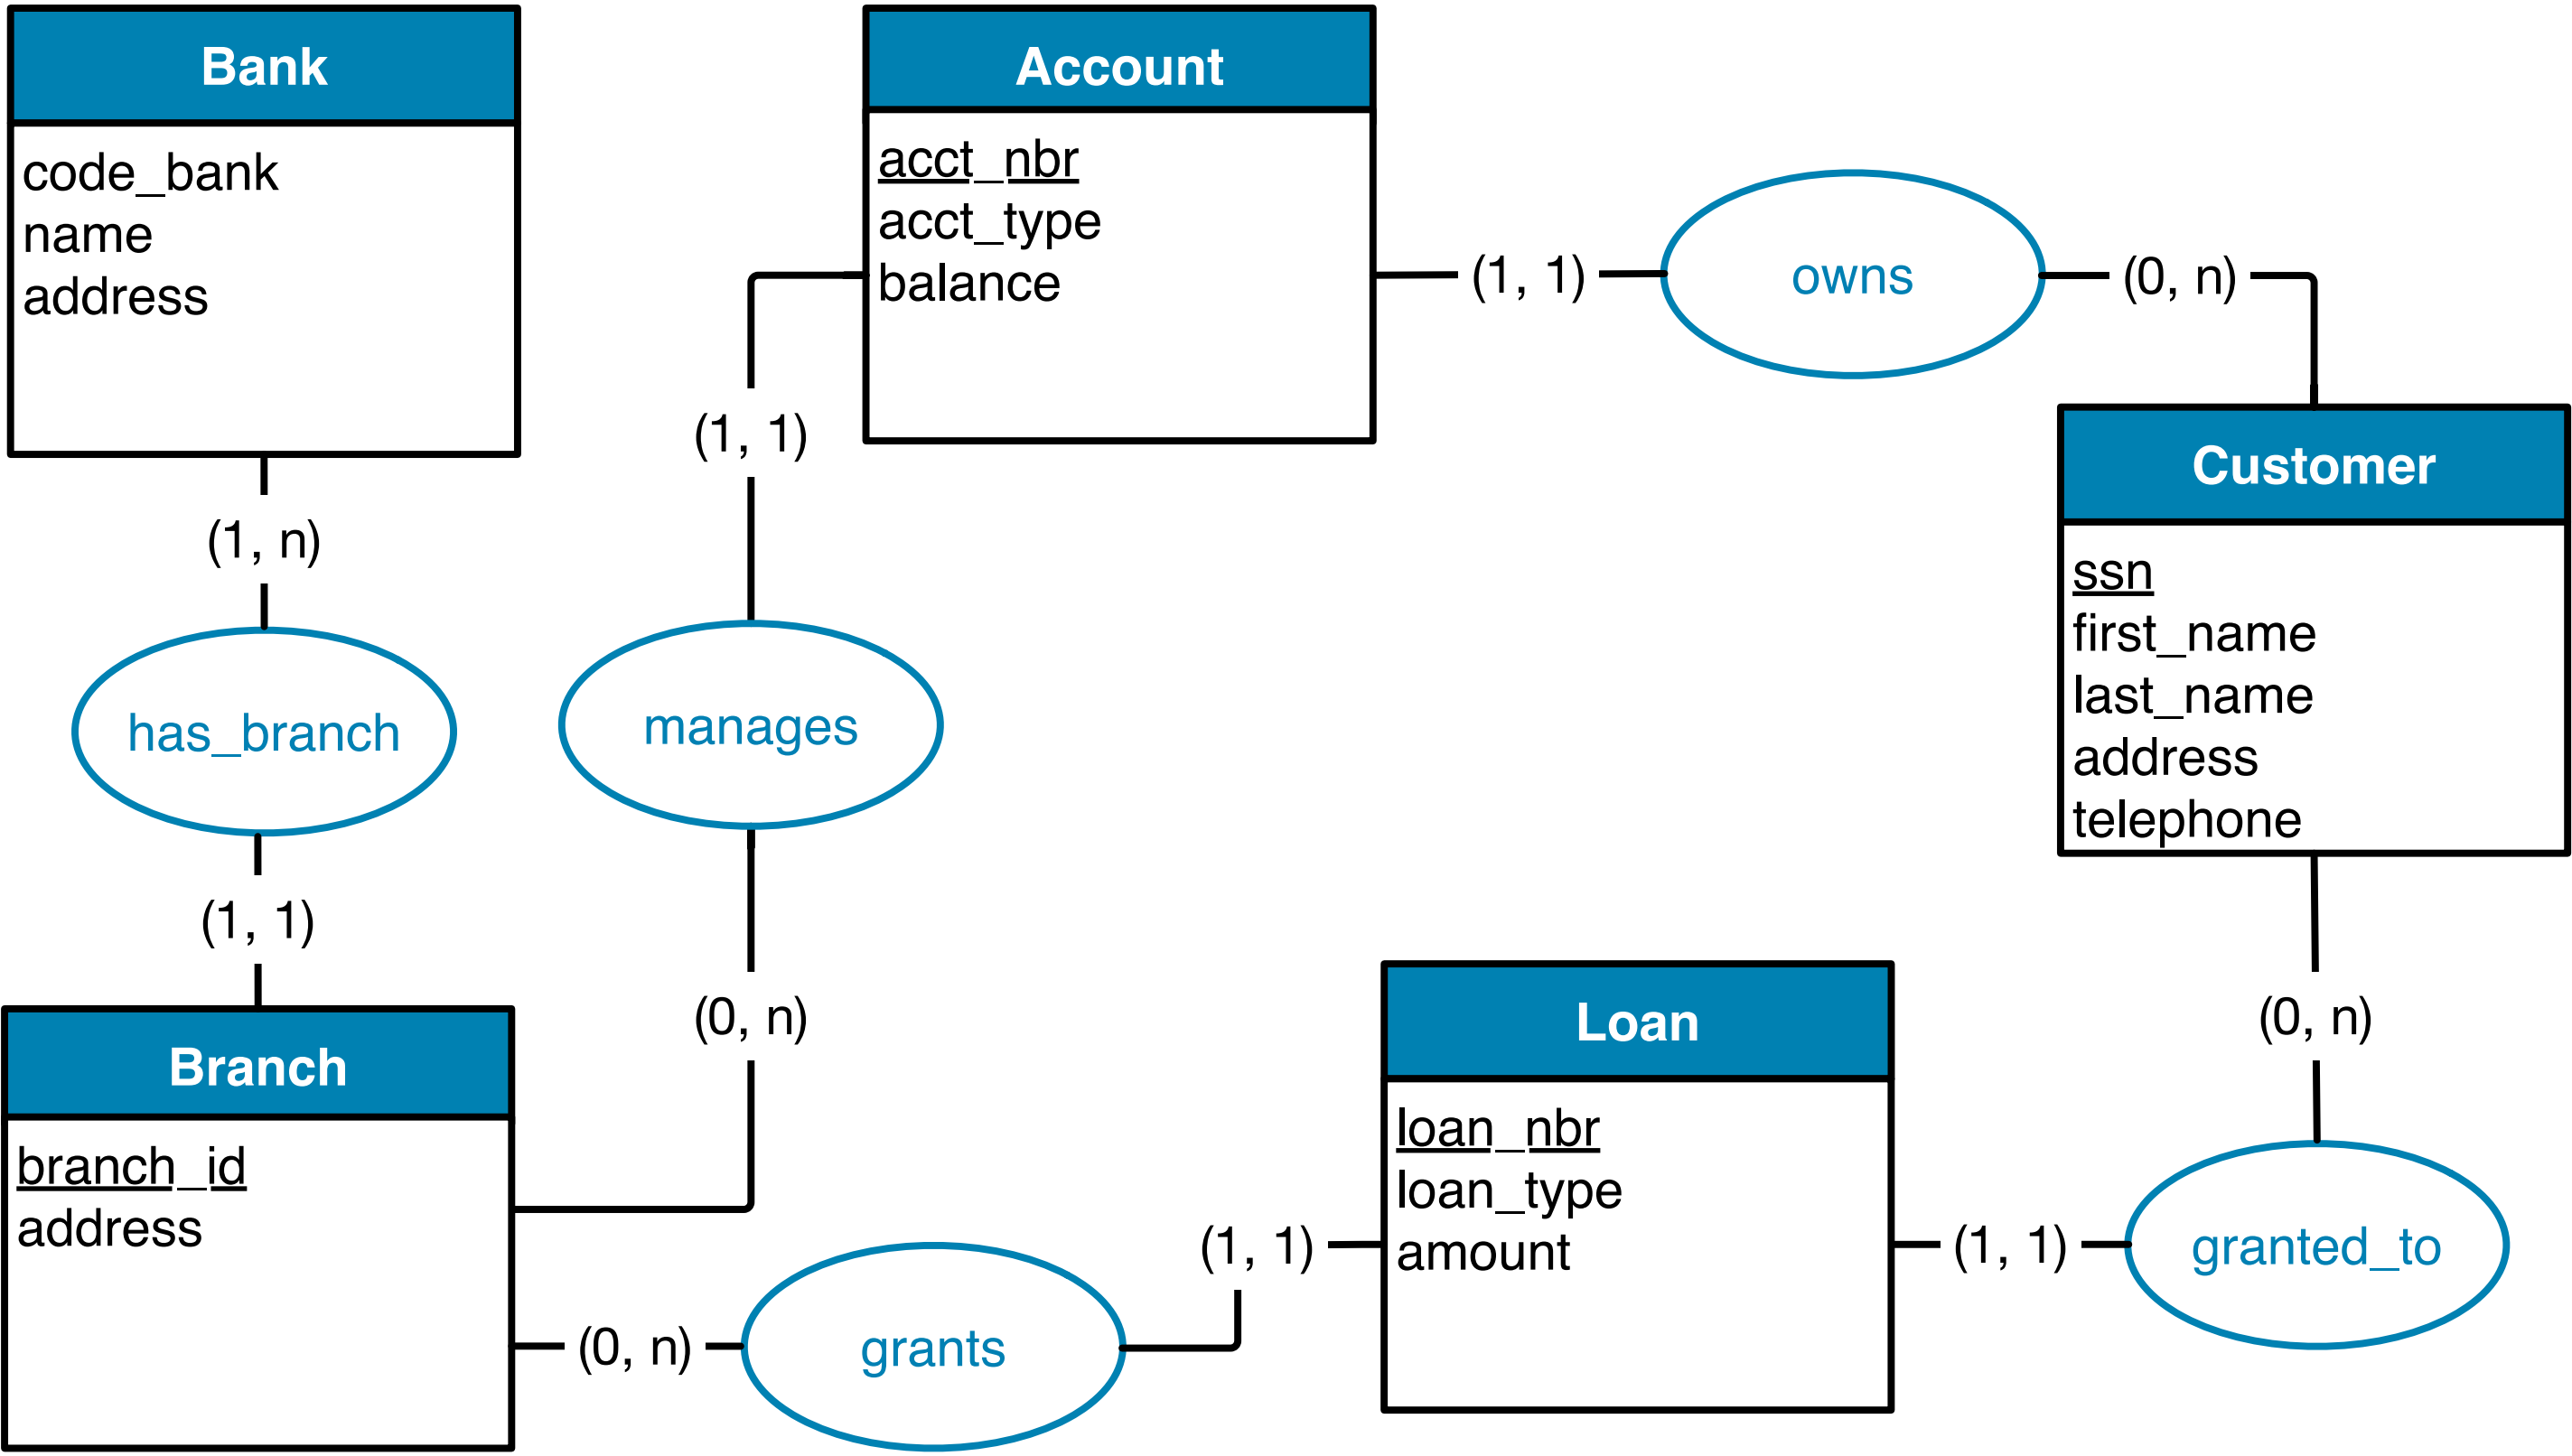 Bank
code_bank
name
address
(1, n)
has_branch
(1, 1)
Branch
branch_id
address
Account
acct_nbr
acct_type
balance
(1, 1)
manages
(0, n)
(1, 1)
owns
(0, n)
Customer
ssn
first_name
last_name
address
telephone
(0, n)
granted_to
(1, 1)
Loan
loan_nbr
loan_type
amount
(1, 1)
grants
(0, n)